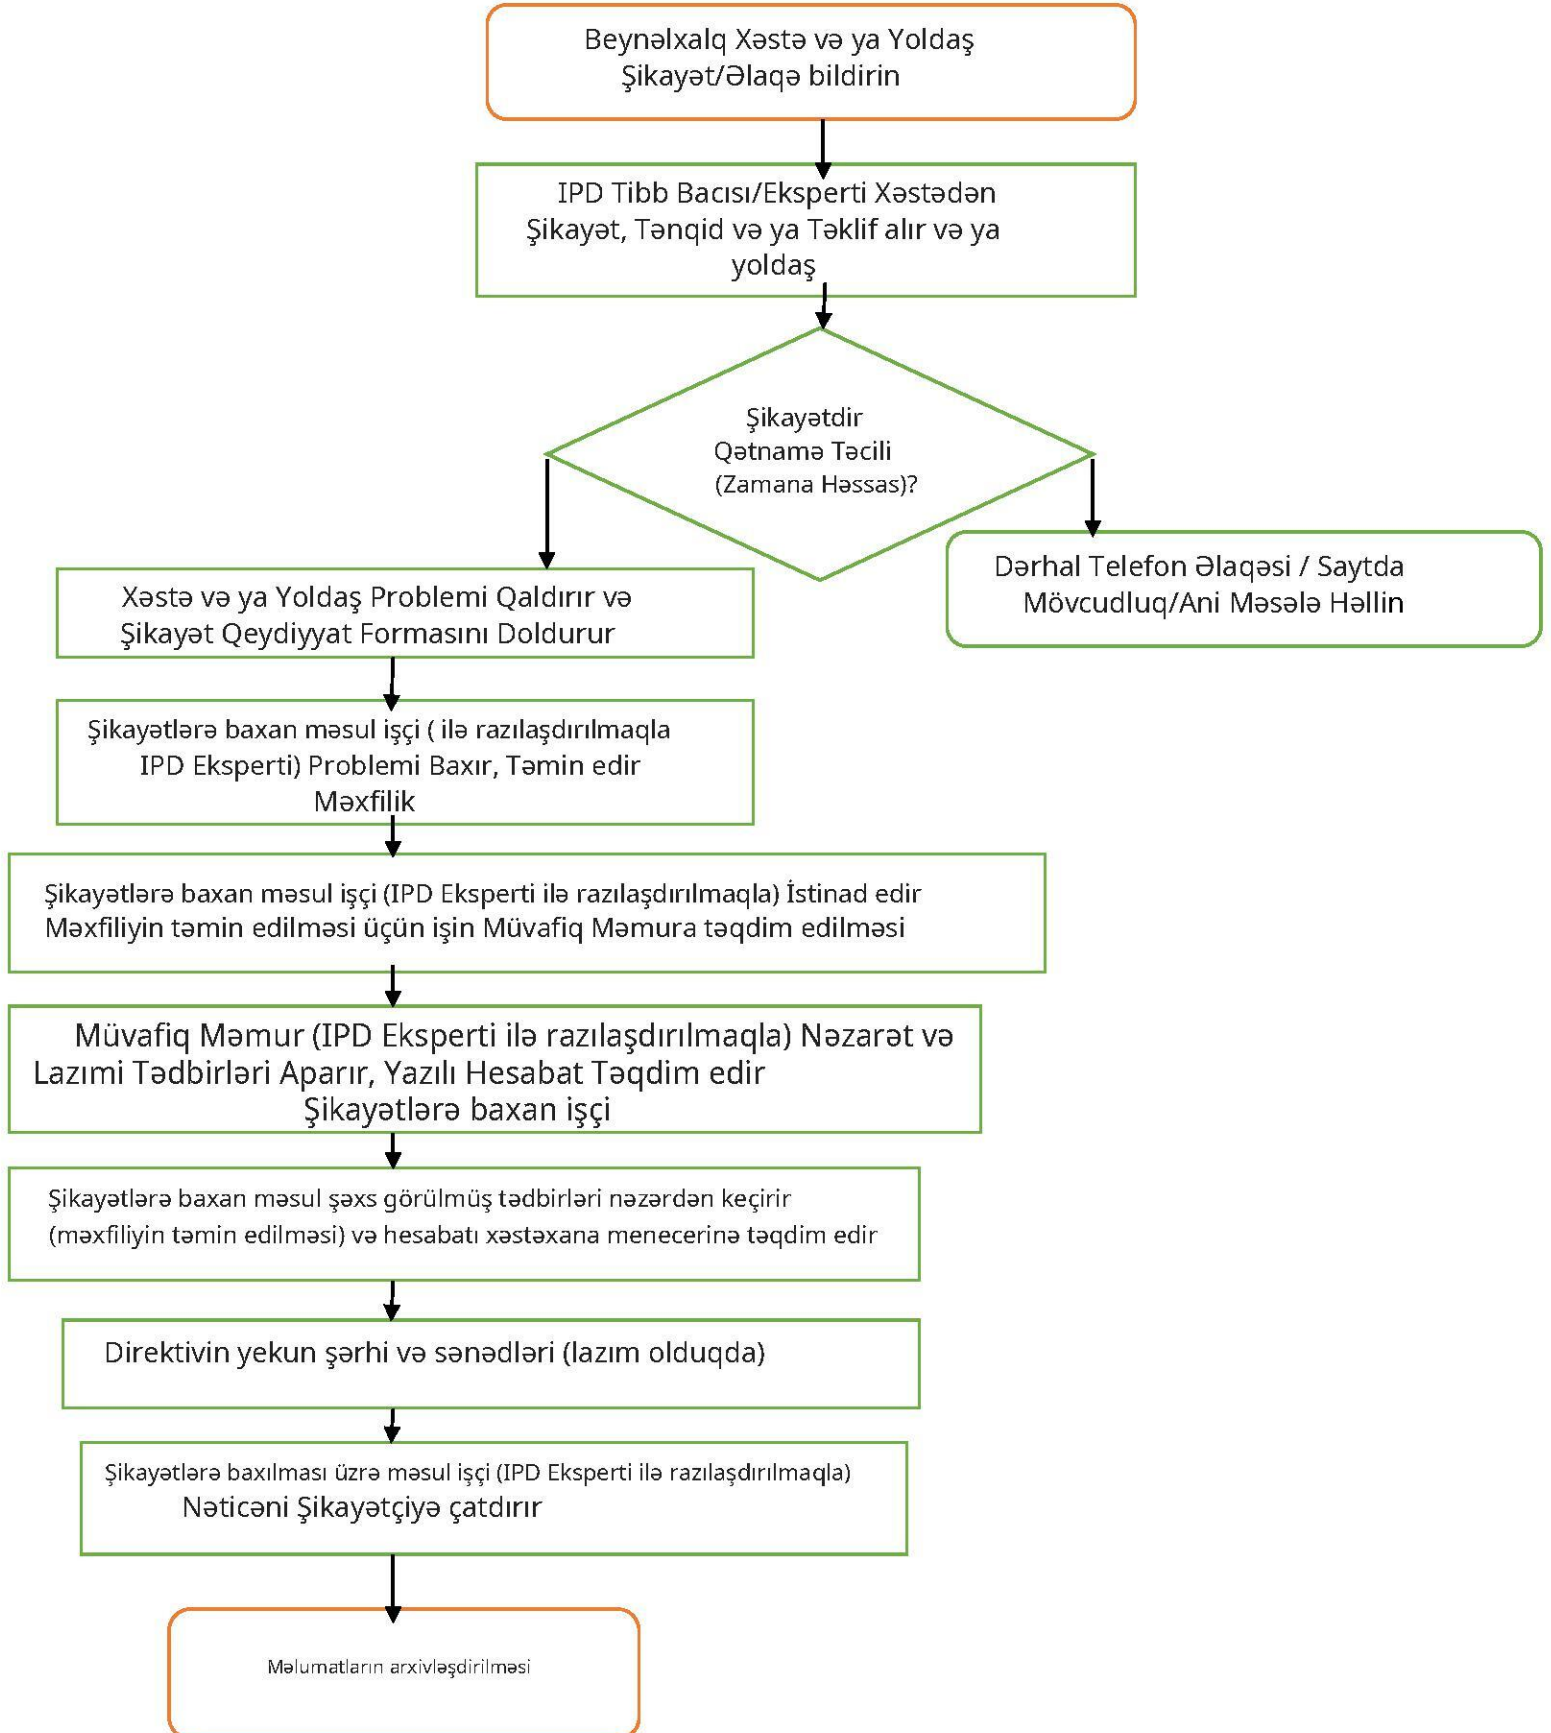 Beynəlxalq Xəstə və ya Yoldaş
Şikayət/Əlaqə bildirin
IPD Tibb Bacısı/Eksperti Xəstədən
Şikayət, Tənqid və ya Təklif alır və ya
yoldaş
Şikayətdir
Qətnamə Təcili
(Zamana Həssas)?
Dərhal Telefon Əlaqəsi / Saytda
Mövcudluq/Ani Məsələ Həllin
Xəstə və ya Yoldaş Problemi Qaldırır və
Şikayət Qeydiyyat Formasını Doldurur
Şikayətlərə baxan məsul işçi ( ilə razılaşdırılmaqla
IPD Eksperti) Problemi Baxır, Təmin edir
Məxfilik
Şikayətlərə baxan məsul işçi (IPD Eksperti ilə razılaşdırılmaqla) İstinad edir
Məxfiliyin təmin edilməsi üçün işin Müvafiq Məmura təqdim edilməsi
Müvafiq Məmur (IPD Eksperti ilə razılaşdırılmaqla) Nəzarət və
Lazımi Tədbirləri Aparır, Yazılı Hesabat Təqdim edir
Şikayətlərə baxan işçi
Şikayətlərə baxan məsul şəxs görülmüş tədbirləri nəzərdən keçirir
(məxfiliyin təmin edilməsi) və hesabatı xəstəxana menecerinə təqdim edir
Direktivin yekun şərhi və sənədləri (lazım olduqda)
Şikayətlərə baxılması üzrə məsul işçi (IPD Eksperti ilə razılaşdırılmaqla)
Nəticəni Şikayətçiyə çatdırır
Məlumatların arxivləşdirilməsi